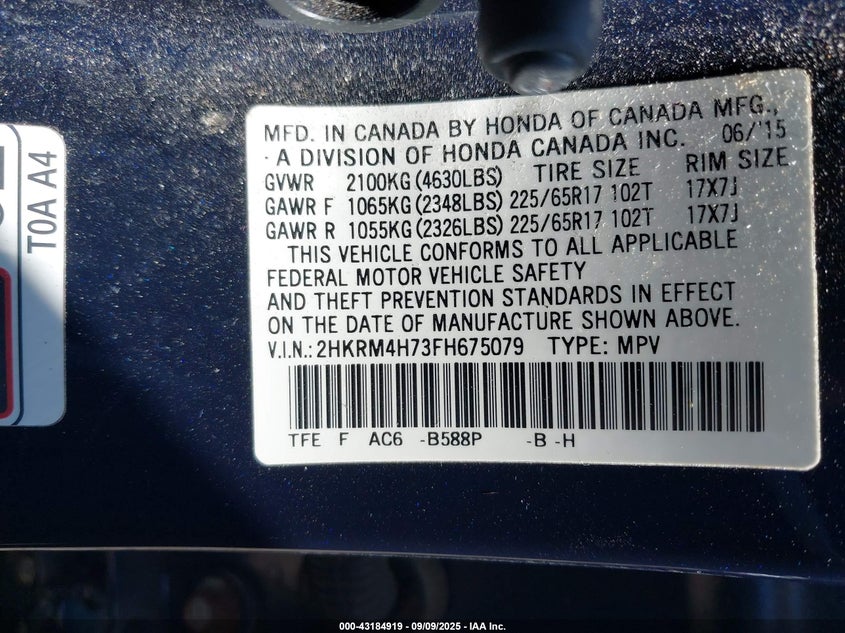 MFD. IN CANADA BY HONDA OF CANADA MFG.,
· A DIVISION OF HONDA CANADA INC. 06/'15
GVWR 2100KG (4630LBS) TIRE SIZE RIM SIZE
GAWR F 1065KG (2348LBS) 225/65R17 102T 17X7J
GAWR R 1055KG (2326LBS) 225/65R17 102T 17X7J
THIS VEHICLE CONFORMS TO ALL APPLICABLE
FEDERAL MOTOR VEHICLE SAFETY
AND THEFT PREVENTION STANDARDS IN EFFECT
ON THE DATE OF MANUFACTURE SHOWN ABOVE.
V.I.N.: 2HKRM4H73FH675079 TYPE: MPV
TFE F AC6 -B588P -B -H
T0A A4
000-43184919 - 09/09/2025 - IAA Inc.